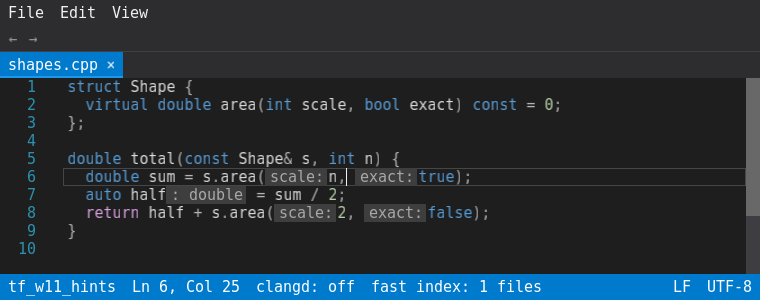 File Edit View
← →
shapes.cpp ×
1 struct Shape {
2 virtual double area(int scale, bool exact) const = 0;
3 };
4
5 double total(const Shape& s, int n) {
6 double sum = s.area(scale:n, exact:true);
7 auto half: double = sum / 2;
8 return half + s.area(scale:2, exact:false);
9 }
10
tf_w11_hints Ln 6, Col 25 clangd: off fast index: 1 files LF UTF-8